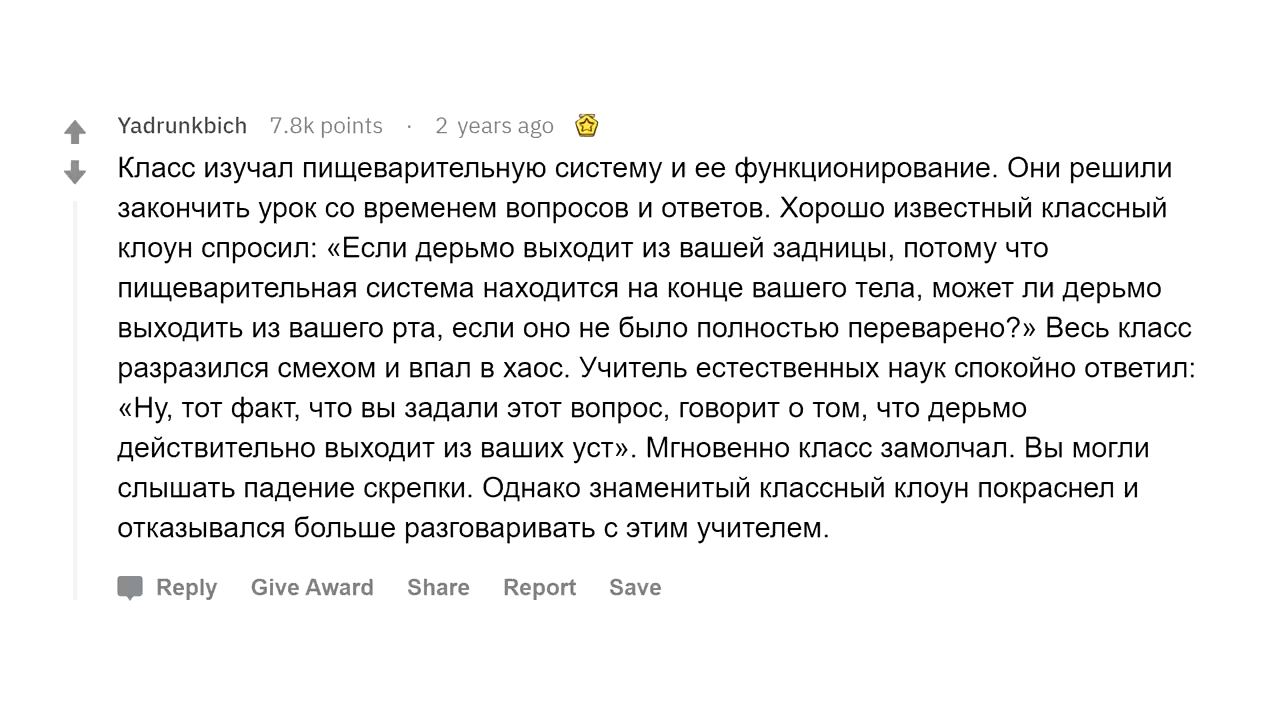 Yadrunkbich 7.8k points · 2 years ago
Класс изучал пищеварительную систему и ее функционирование. Они решили
закончить урок со временем вопросов и ответов. Хорошо известный классный
клоун спросил: «Если дерьмо выходит из вашей задницы, потому что
пищеварительная система находится на конце вашего тела, может ли дерьмо
выходить из вашего рта, если оно не было полностью переварено?» Весь класс
разразился смехом и впал в хаос. Учитель естественных наук спокойно ответил:
«Ну, тот факт, что вы задали этот вопрос, говорит о том, что дерьмо
действительно выходит из ваших уст». Мгновенно класс замолчал. Вы могли
слышать падение скрепки. Однако знаменитый классный клоун покраснел и
отказывался больше разговаривать с этим учителем.
Reply Give Award Share Report Save